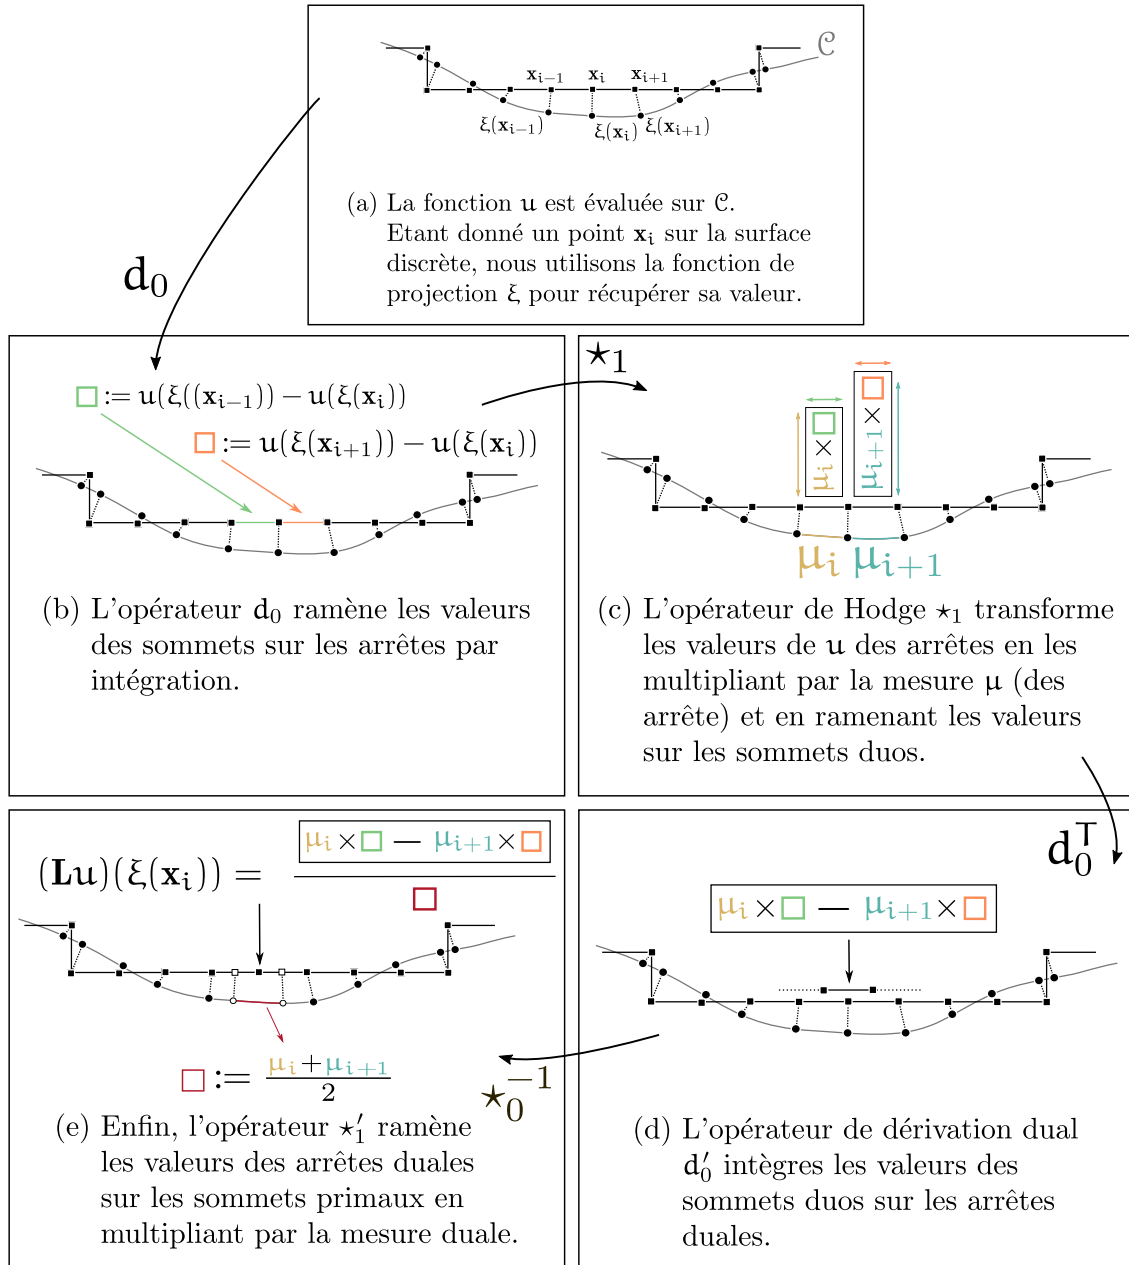 𝒞
x_{i−1} x_i x_{i+1}
ξ(x_{i−1}) ξ(x_i) ξ(x_{i+1})
(a) La fonction u est évaluée sur 𝒞.
Etant donné un point x_i sur la surface
discrète, nous utilisons la fonction de
projection ξ pour récupérer sa valeur.
d_0
□ := u(ξ((x_{i−1})) − u(ξ(x_i))
□ := u(ξ(x_{i+1})) − u(ξ(x_i))
(b) L'opérateur d_0 ramène les valeurs
des sommets sur les arrêtes par
intégration.
⋆_1
μ_i × □
μ_{i+1} × □
μ_i μ_{i+1}
(c) L'opérateur de Hodge ⋆_1 transforme
les valeurs de u des arrêtes en les
multipliant par la mesure μ (des
arrête) et en ramenant les valeurs
sur les sommets duos.
d_0^T
μ_i × □ — μ_{i+1} × □
(d) L'opérateur de dérivation dual
d_0′ intègres les valeurs des
sommets duos sur les arrêtes
duales.
⋆_0^{−1}
μ_i × □ — μ_{i+1} × □
(Lu)(ξ(x_i)) =
□
□ := μ_i+μ_{i+1}
2
(e) Enfin, l'opérateur ⋆_1′ ramène
les valeurs des arrêtes duales
sur les sommets primaux en
multipliant par la mesure duale.